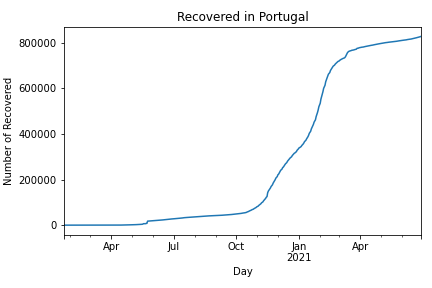 Recovered in Portugal
800000
600000
400000
200000
0
Number of Recovered
Apr
Jul
Oct
Jan
2021
Apr
Day